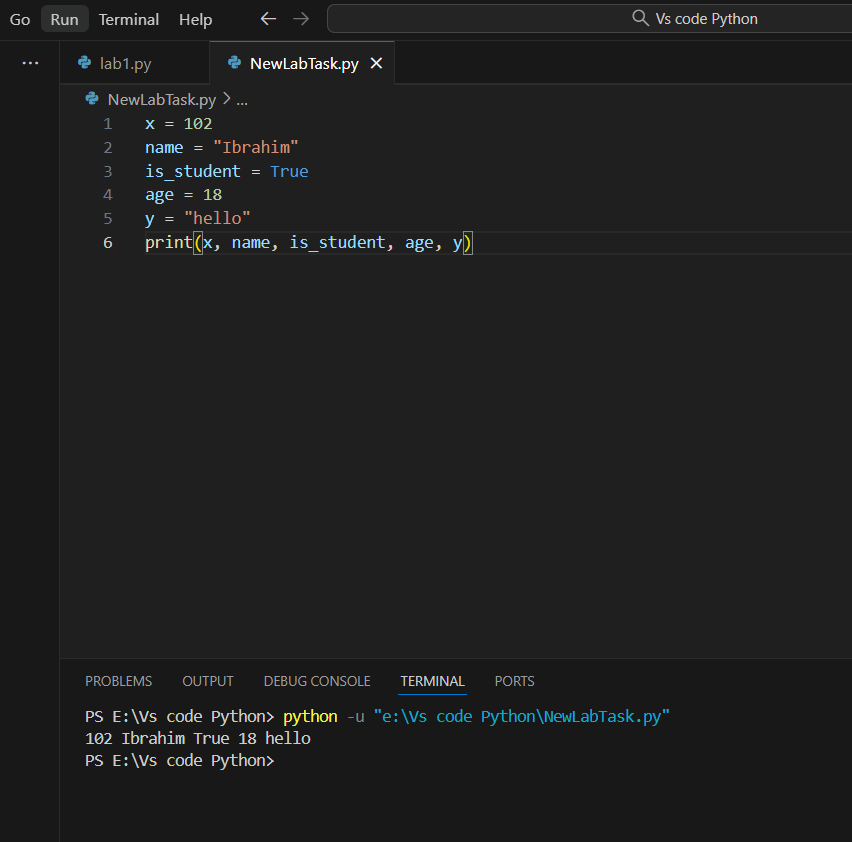 Go Run Terminal Help ← → Vs code Python
... lab1.py NewLabTask.py ×
NewLabTask.py > ...
1 x = 102
2 name = "Ibrahim"
3 is_student = True
4 age = 18
5 y = "hello"
6 print(x, name, is_student, age, y)
PROBLEMS OUTPUT DEBUG CONSOLE TERMINAL PORTS
PS E:\Vs code Python> python -u "e:\Vs code Python\NewLabTask.py"
102 Ibrahim True 18 hello
PS E:\Vs code Python>